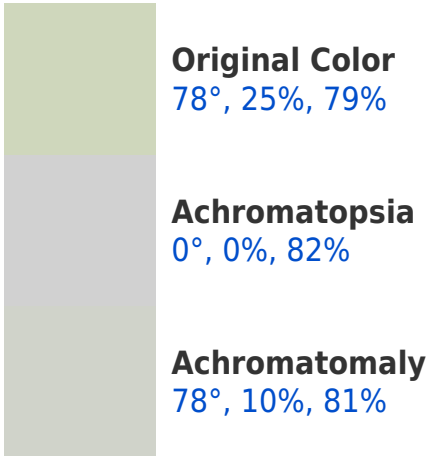 Original Color
78°, 25%, 79%
Achromatopsia
0°, 0%, 82%
Achromatomaly
78°, 10%, 81%